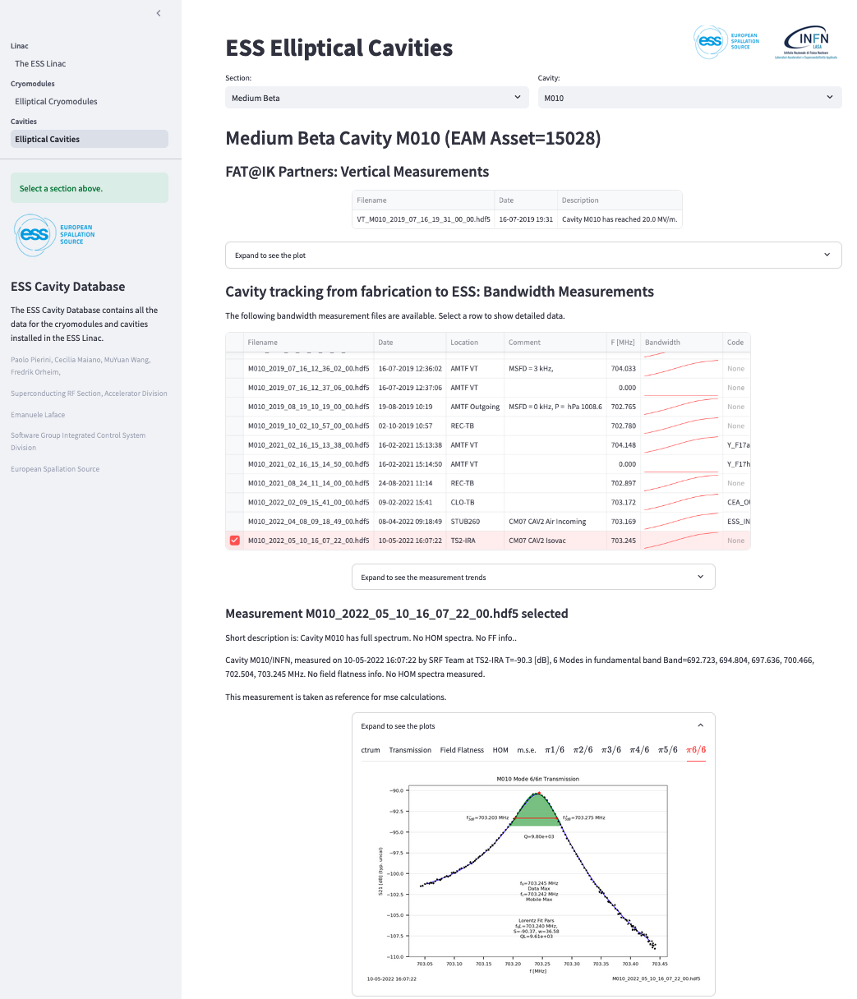 Linac
The ESS Linac
Cryomodules
Elliptical Cryomodules
Cavities
Elliptical Cavities
Select a section above.
ess EUROPEAN
SPALLATION
SOURCE
ESS Cavity Database
The ESS Cavity Database contains all the
data for the cryomodules and cavities
installed in the ESS Linac.
Paolo Pierini, Cecilia Maiano, MuYuan Wang,
Fredrik Orheim,
Superconducting RF Section, Accelerator Division
Emanuele Laface
Software Group Integrated Control System
Division
European Spallation Source
ESS Elliptical Cavities
ess EUROPEAN
SPALLATION
SOURCE
INFN
LASA
Istituto Nazionale di Fisica Nucleare
Section:
Cavity:
Medium Beta
M010
Medium Beta Cavity M010 (EAM Asset=15028)
FAT@IK Partners: Vertical Measurements
Filename Date Description
VT_M010_2019_07_16_19_31_00_00.hdf5 16-07-2019 19:31 Cavity M010 has reached 20.0 MV/m.
Expand to see the plot
Cavity tracking from fabrication to ESS: Bandwidth Measurements
The following bandwidth measurement files are available. Select a row to show detailed data.
Filename Date Location Comment F [MHz] Bandwidth Code
M010_2019_07_16_12_36_02_00.hdf5 16-07-2019 12:36:02 AMTF VT MSFD = 3 kHz, 704.033 None
M010_2019_07_16_12_37_06_00.hdf5 16-07-2019 12:37:06 AMTF VT 0.000 None
M010_2019_08_19_10_19_00_00.hdf5 19-08-2019 10:19 AMTF Outgoing MSFD = 0 kHz, P = hPa 1008.6 702.765 None
M010_2019_10_02_10_57_00_00.hdf5 02-10-2019 10:57 REC-TB 702.780 None
M010_2021_02_16_15_13_38_00.hdf5 16-02-2021 15:13:38 AMTF VT 704.148 Y_F17a
M010_2021_02_16_15_14_50_00.hdf5 16-02-2021 15:14:50 AMTF VT 0.000 Y_F17h
M010_2021_08_24_11_14_00_00.hdf5 24-08-2021 11:14 REC-TB 702.897 None
M010_2022_02_09_15_41_00_00.hdf5 09-02-2022 15:41 CLO-TB 703.172 CEA_OU
M010_2022_04_08_09_18_49_00.hdf5 08-04-2022 09:18:49 STUB260 CM07 CAV2 Air Incoming 703.169 ESS_IN
M010_2022_05_10_16_07_22_00.hdf5 10-05-2022 16:07:22 TS2-IRA CM07 CAV2 Isovac 703.245 None
Expand to see the measurement trends
Measurement M010_2022_05_10_16_07_22_00.hdf5 selected
Short description is: Cavity M010 has full spectrum. No HOM spectra. No FF info..
Cavity M010/INFN, measured on 10-05-2022 16:07:22 by SRF Team at TS2-IRA T=-90.3 [dB], 6 Modes in fundamental band Band=692.723, 694.804, 697.636, 700.466,
702.504, 703.245 MHz. No field flatness info. No HOM spectra measured.
This measurement is taken as reference for mse calculations.
Expand to see the plots
ctrum Transmission Field Flatness HOM m.s.e. π1/6 π2/6 π3/6 π4/6 π5/6 π6/6
M010 Mode 6/6π Transmission
S21 [dB] (typ. uncal)
−90.0
−92.5
−95.0
−97.5
−100.0
−102.5
−105.0
−107.5
−110.0
f⁻3dB=703.203 MHz
f⁺3dB=703.275 MHz
Q=9.80e+03
f₀=703.245 MHz
Data Max
fc=703.242 MHz
Mobile Max
Lorentz Fit Pars
f₀L=703.240 MHz,
S=-90.37, w=36.58
QL=9.61e+03
703.05 703.10 703.15 703.20 703.25 703.30 703.35 703.40 703.45
f [MHz]
10-05-2022 16:07:22
M010_2022_05_10_16_07_22_00.hdf5